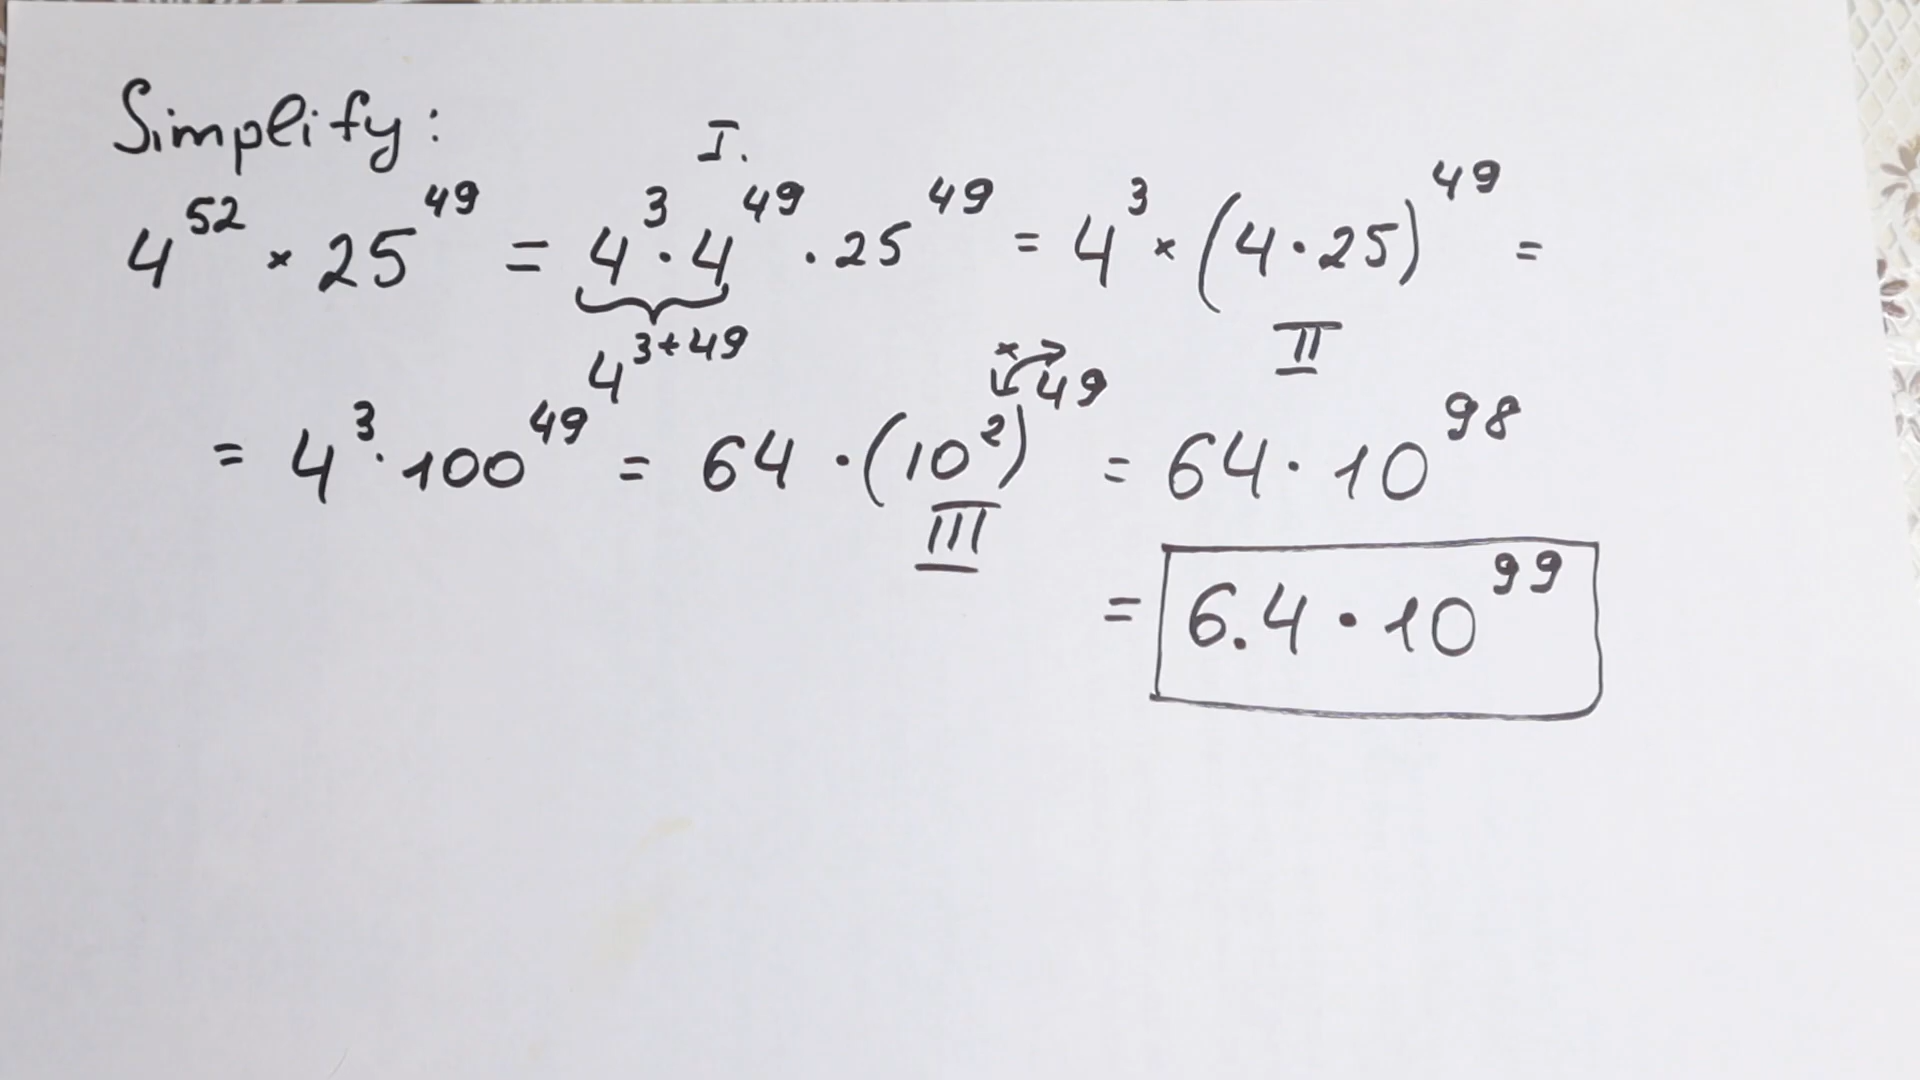 Simplify:
I.
4^52 × 25^49 = 4^3 · 4^49 · 25^49 = 4^3 × (4 · 25)^49 =
4^3+49
II
= 4^3 · 100^49 = 64 · (10^2)^49 = 64 · 10^98
×
III
= 6.4 · 10^99